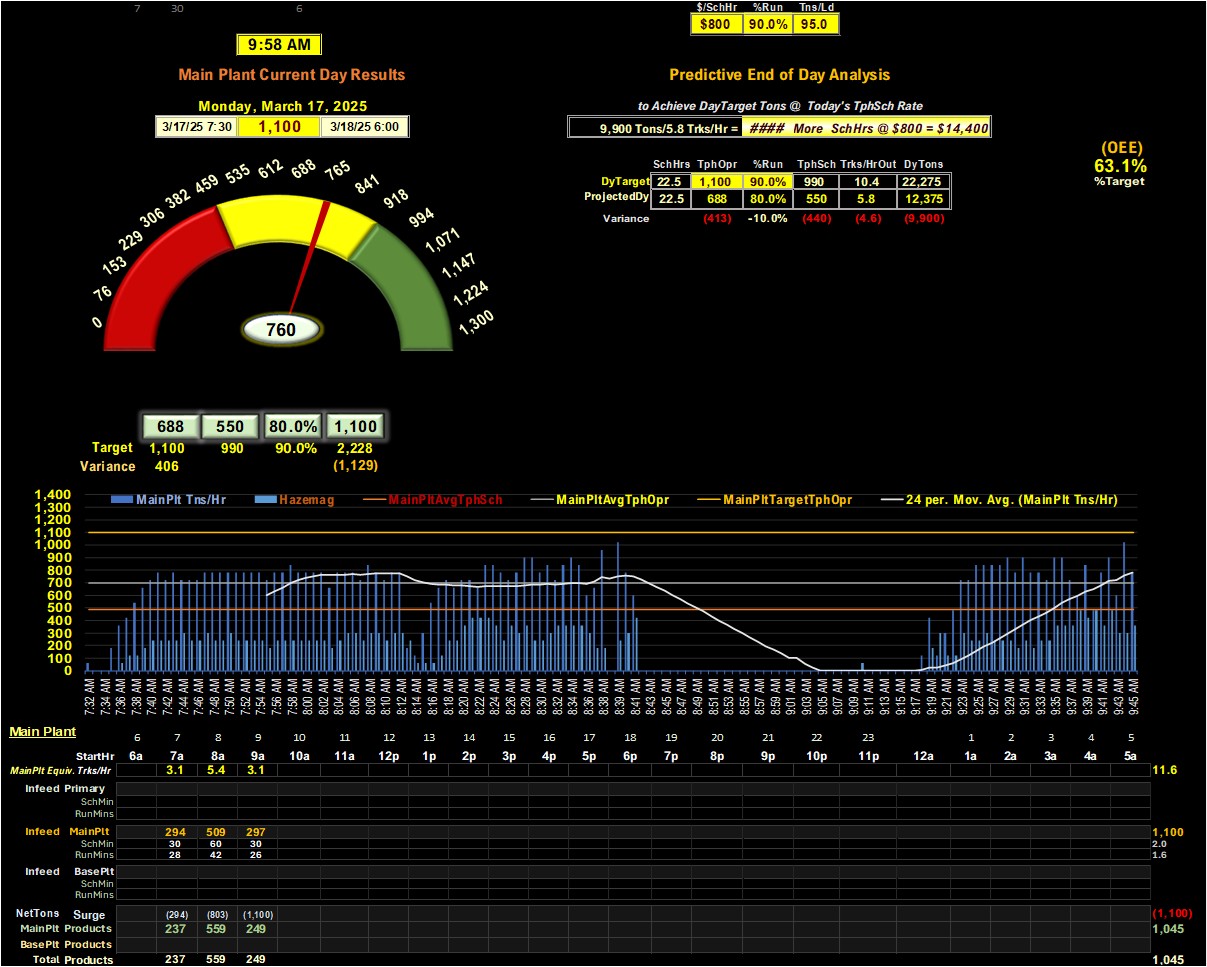 7 30 6
$/SchHr %Run Tns/Ld
$800 90.0% 95.0
9:58 AM
Main Plant Current Day Results
Predictive End of Day Analysis
Monday, March 17, 2025
to Achieve DayTarget Tons @ Today's TphSch Rate
3/17/25 7:30 1,100 3/18/25 6:00
9,900 Tons/5.8 Trks/Hr = #### More SchHrs @ $800 = $14,400
(OEE)
63.1%
%Target
SchHrs TphOpr %Run TphSch Trks/HrOut DyTons
DyTarget 22.5 1,100 90.0% 990 10.4 22,275
ProjectedDy 22.5 688 80.0% 550 5.8 12,375
Variance (413) -10.0% (440) (4.6) (9,900)
0 76 153 229 306 382 459 535 612 688 765 841 918 994 1,071 1,147 1,224 1,300
760
688 550 80.0% 1,100
Target 1,100 990 90.0% 2,228
Variance 406 (1,129)
MainPlt Tns/Hr Hazemag MainPltAvgTphSch MainPltAvgTphOpr MainPltTargetTphOpr 24 per. Mov. Avg. (MainPlt Tns/Hr)
1,400
1,300
1,200
1,100
1,000
900
800
700
600
500
400
300
200
100
0
7:32 AM 7:34 AM 7:36 AM 7:38 AM 7:40 AM 7:42 AM 7:44 AM 7:46 AM 7:48 AM 7:50 AM 7:52 AM 7:54 AM 7:56 AM 7:58 AM 8:00 AM 8:02 AM 8:04 AM 8:06 AM 8:08 AM 8:10 AM 8:12 AM 8:14 AM 8:16 AM 8:18 AM 8:20 AM 8:22 AM 8:24 AM 8:26 AM 8:28 AM 8:30 AM 8:32 AM 8:34 AM 8:36 AM 8:38 AM 8:39 AM 8:41 AM 8:43 AM 8:45 AM 8:47 AM 8:49 AM 8:51 AM 8:53 AM 8:55 AM 8:57 AM 8:59 AM 9:01 AM 9:03 AM 9:05 AM 9:07 AM 9:09 AM 9:11 AM 9:13 AM 9:15 AM 9:17 AM 9:19 AM 9:21 AM 9:23 AM 9:25 AM 9:27 AM 9:29 AM 9:31 AM 9:33 AM 9:35 AM 9:37 AM 9:39 AM 9:41 AM 9:43 AM 9:45 AM
Main Plant
6 7 8 9 10 11 12 13 14 15 16 17 18 19 20 21 22 23 1 2 3 4 5
StartHr 6a 7a 8a 9a 10a 11a 12p 1p 2p 3p 4p 5p 6p 7p 8p 9p 10p 11p 12a 1a 2a 3a 4a 5a
MainPlt Equiv. Trks/Hr 3.1 5.4 3.1 11.6
Infeed Primary
SchMin
RunMins
Infeed MainPlt 294 509 297 1,100
SchMin 30 60 30 2.0
RunMins 28 42 26 1.6
Infeed BasePlt
SchMin
RunMins
NetTons Surge (294) (803) (1,100) (1,100)
MainPlt Products 237 559 249 1,045
BasePlt Products
Total Products 237 559 249 1,045